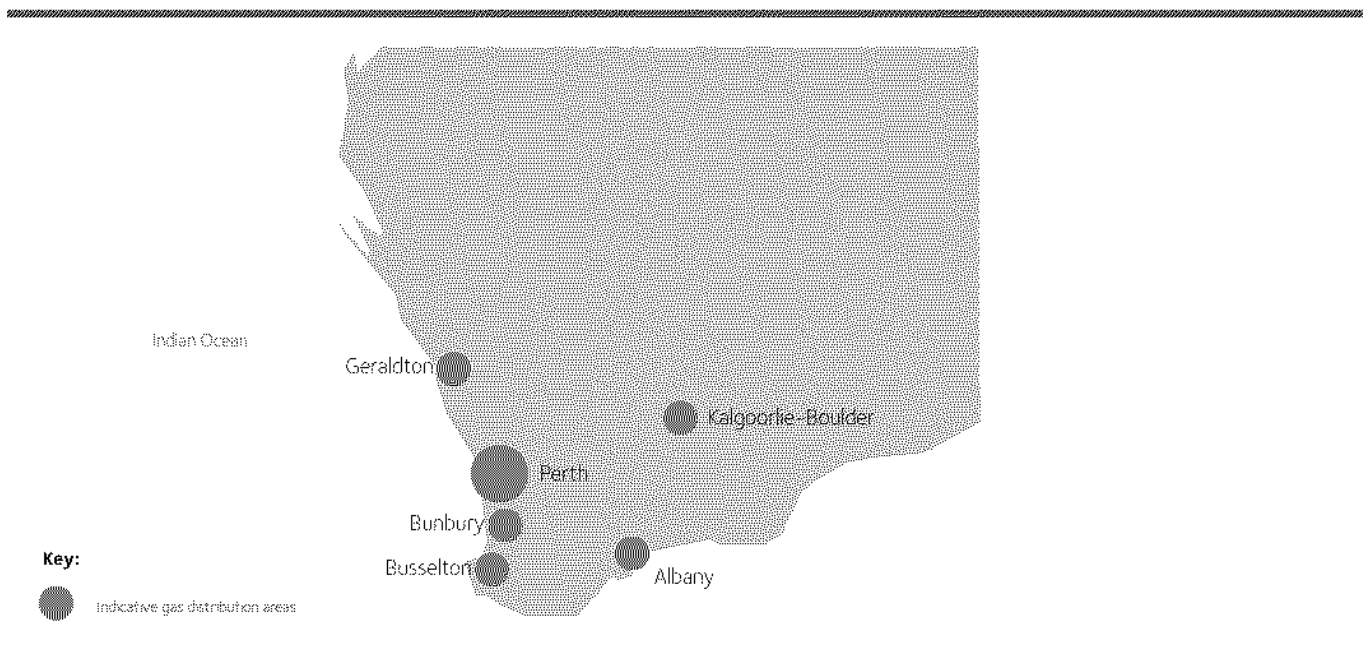 Indian Ocean
Geraldton
Kalgoorlie-Boulder
Perth
Bunbury
Busselton
Albany
Key:
Indicative gas distribution areas